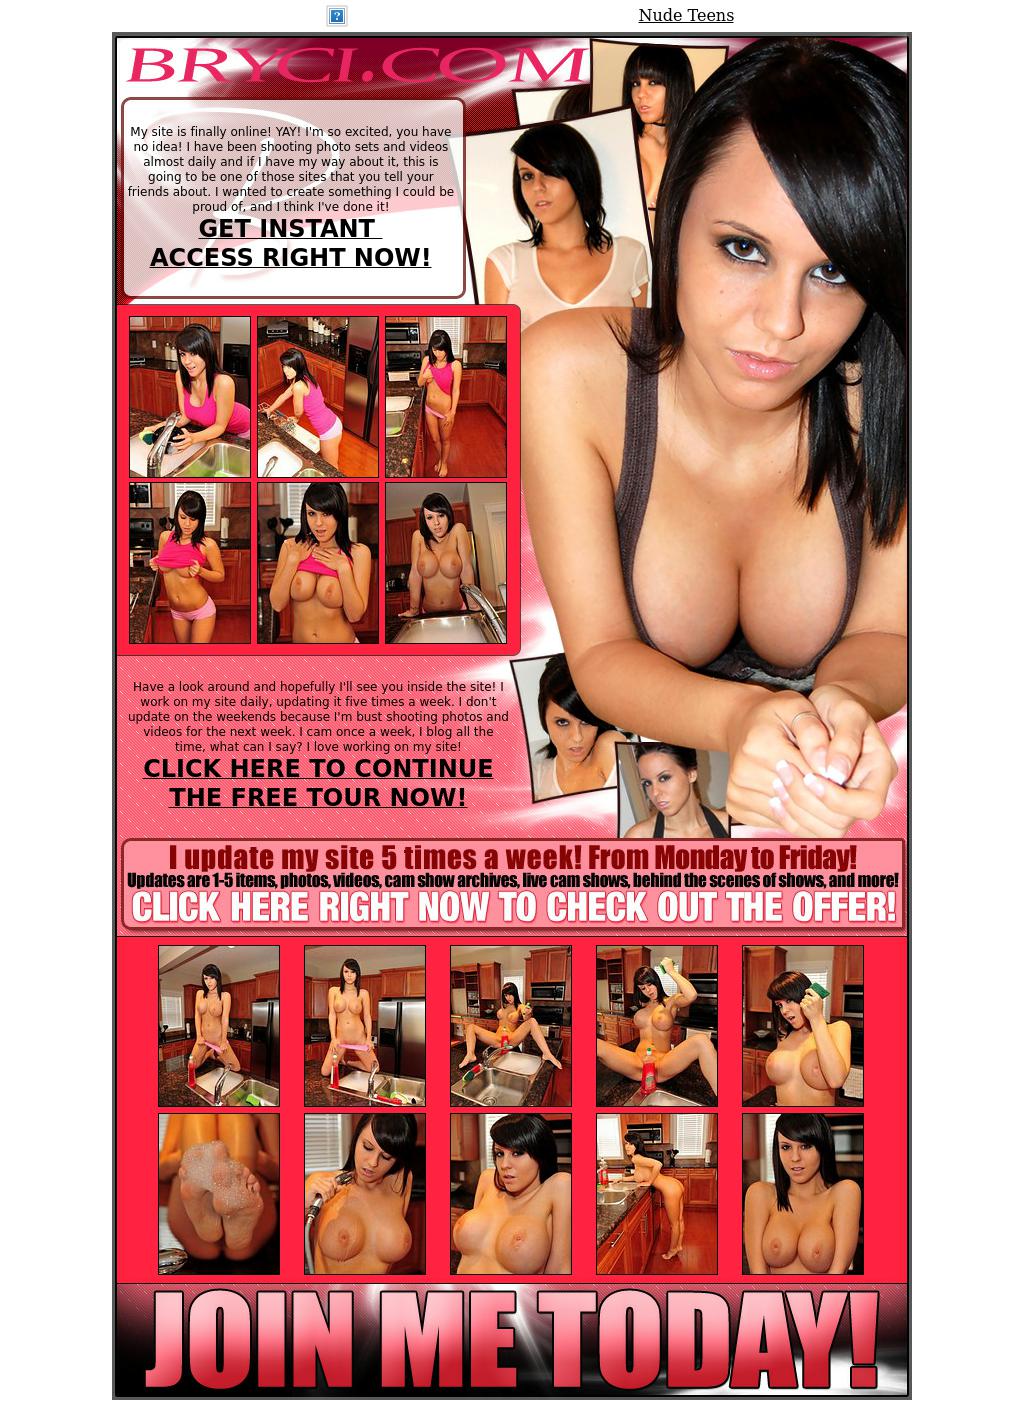 Nude Teens
BRYCI.COM
My site is finally online! YAY! I'm so excited, you have
no idea! I have been shooting photo sets and videos
almost daily and if I have my way about it, this is
going to be one of those sites that you tell your
friends about. I wanted to create something I could be
proud of, and I think I've done it!
GET INSTANT
ACCESS RIGHT NOW!
Have a look around and hopefully I'll see you inside the site! I
work on my site daily, updating it five times a week. I don't
update on the weekends because I'm bust shooting photos and
videos for the next week. I cam once a week, I blog all the
time, what can I say? I love working on my site!
CLICK HERE TO CONTINUE
THE FREE TOUR NOW!
I update my site 5 times a week! From Monday to Friday!
Updates are 1-5 items, photos, videos, cam show archives, live cam shows, behind the scenes of shows, and more!
CLICK HERE RIGHT NOW TO CHECK OUT THE OFFER!
JOIN ME TODAY!